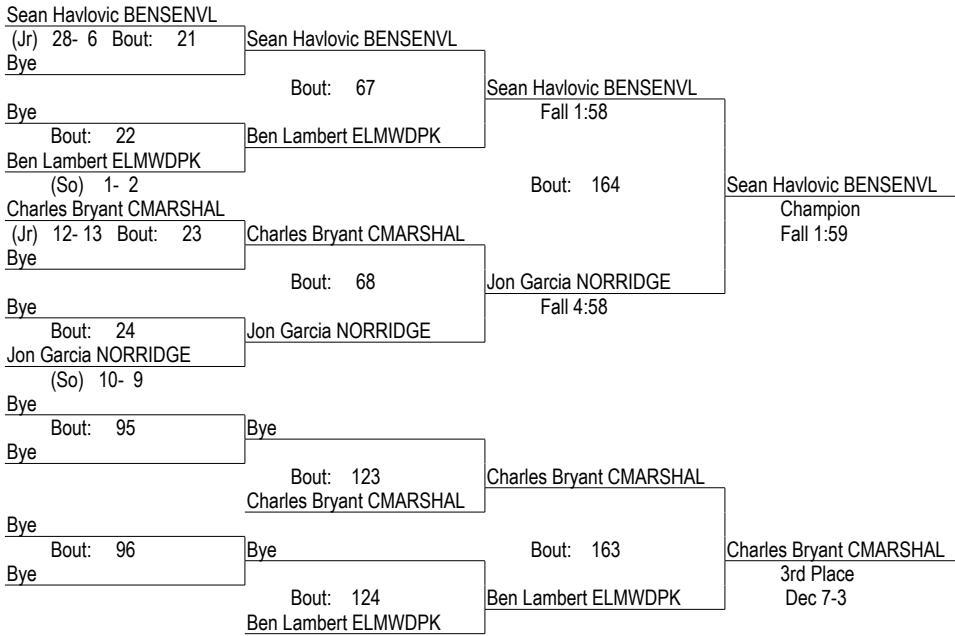 Sean Havlovic BENSENVL
(Jr) 28- 6 Bout: 21 Sean Havlovic BENSENVL
Bye
Bout: 67 Sean Havlovic BENSENVL
Bye Fall 1:58
Bout: 22 Ben Lambert ELMWDPK
Ben Lambert ELMWDPK
(So) 1- 2 Bout: 164 Sean Havlovic BENSENVL
Charles Bryant CMARSHAL Champion
(Jr) 12- 13 Bout: 23 Charles Bryant CMARSHAL Fall 1:59
Bye
Bout: 68 Jon Garcia NORRIDGE
Bye Fall 4:58
Bout: 24 Jon Garcia NORRIDGE
Jon Garcia NORRIDGE
(So) 10- 9
Bye
Bout: 95 Bye
Bye
Bout: 123 Charles Bryant CMARSHAL
Charles Bryant CMARSHAL
Bye
Bout: 96 Bye Bout: 163 Charles Bryant CMARSHAL
Bye 3rd Place
Bout: 124 Ben Lambert ELMWDPK Dec 7-3
Ben Lambert ELMWDPK